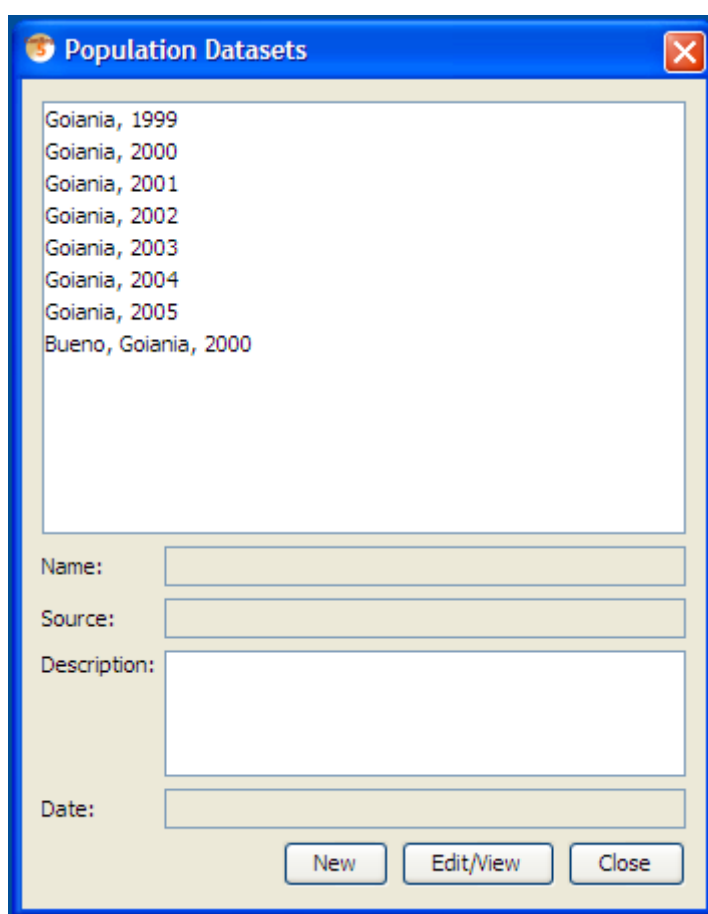 Population Datasets
Goiania, 1999
Goiania, 2000
Goiania, 2001
Goiania, 2002
Goiania, 2003
Goiania, 2004
Goiania, 2005
Bueno, Goiania, 2000
Name:
Source:
Description:
Date:
New Edit/View Close